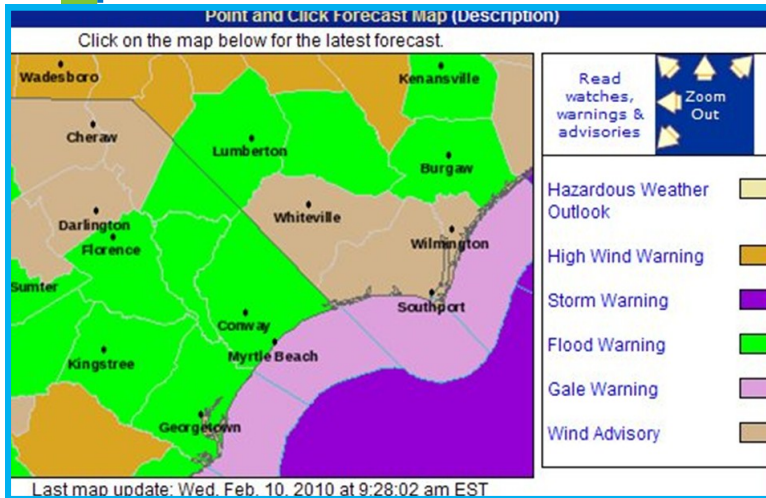 Point and Click Forecast Map (Description)
Click on the map below for the latest forecast.
Wadesboro
Kenansville
Cheraw
Lumberton
Burgaw
Darlington
Whiteville
Florence
Wilmington
Sumter
Southport
Conway
Myrtle Beach
Kingstree
Georgetown
Last map update: Wed, Feb. 10, 2010 at 9:28:02 am EST
Read
watches,
warnings &
advisories
Zoom
Out
Hazardous Weather
Outlook
High Wind Warning
Storm Warning
Flood Warning
Gale Warning
Wind Advisory